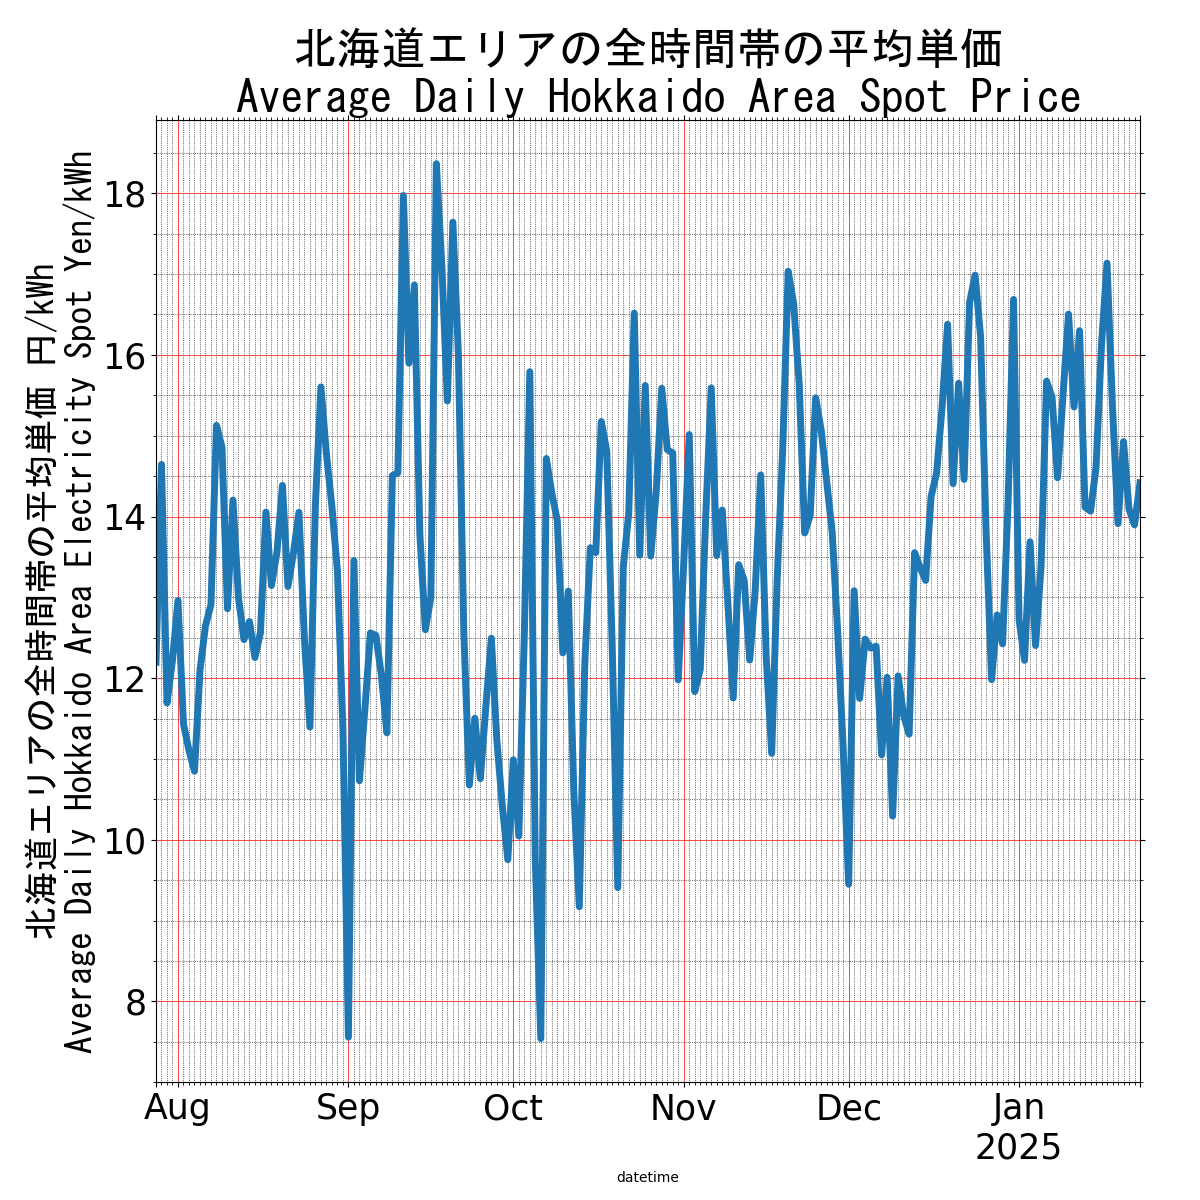 北海道エリアの全時間帯の平均単価
Average Daily Hokkaido Area Spot Price
北海道エリアの全時間帯の平均単価 円/kWh
Average Daily Hokkaido Area Electricity Spot Yen/kWh
18
16
14
12
10
8
Aug Sep Oct Nov Dec Jan
2025
datetime